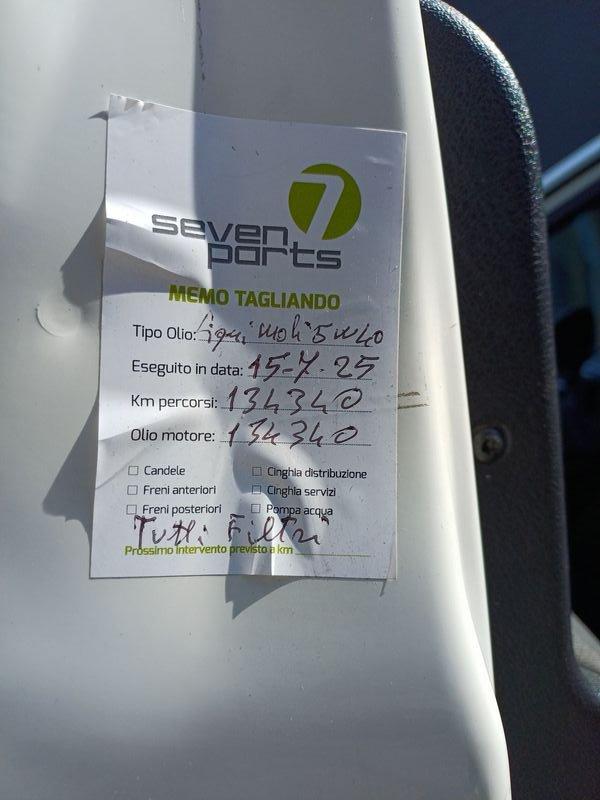 7
seven
parts
MEMO TAGLIANDO
Tipo Olio: Liqui moli 5w40
Eseguito in data: 15-7-25
Km percorsi: 134340
Olio motore: 134340
Candele Cinghia distribuzione
Freni anteriori Cinghia servizi
Freni posteriori Pompa acqua
Tutti Filtri
Prossimo intervento previsto a km